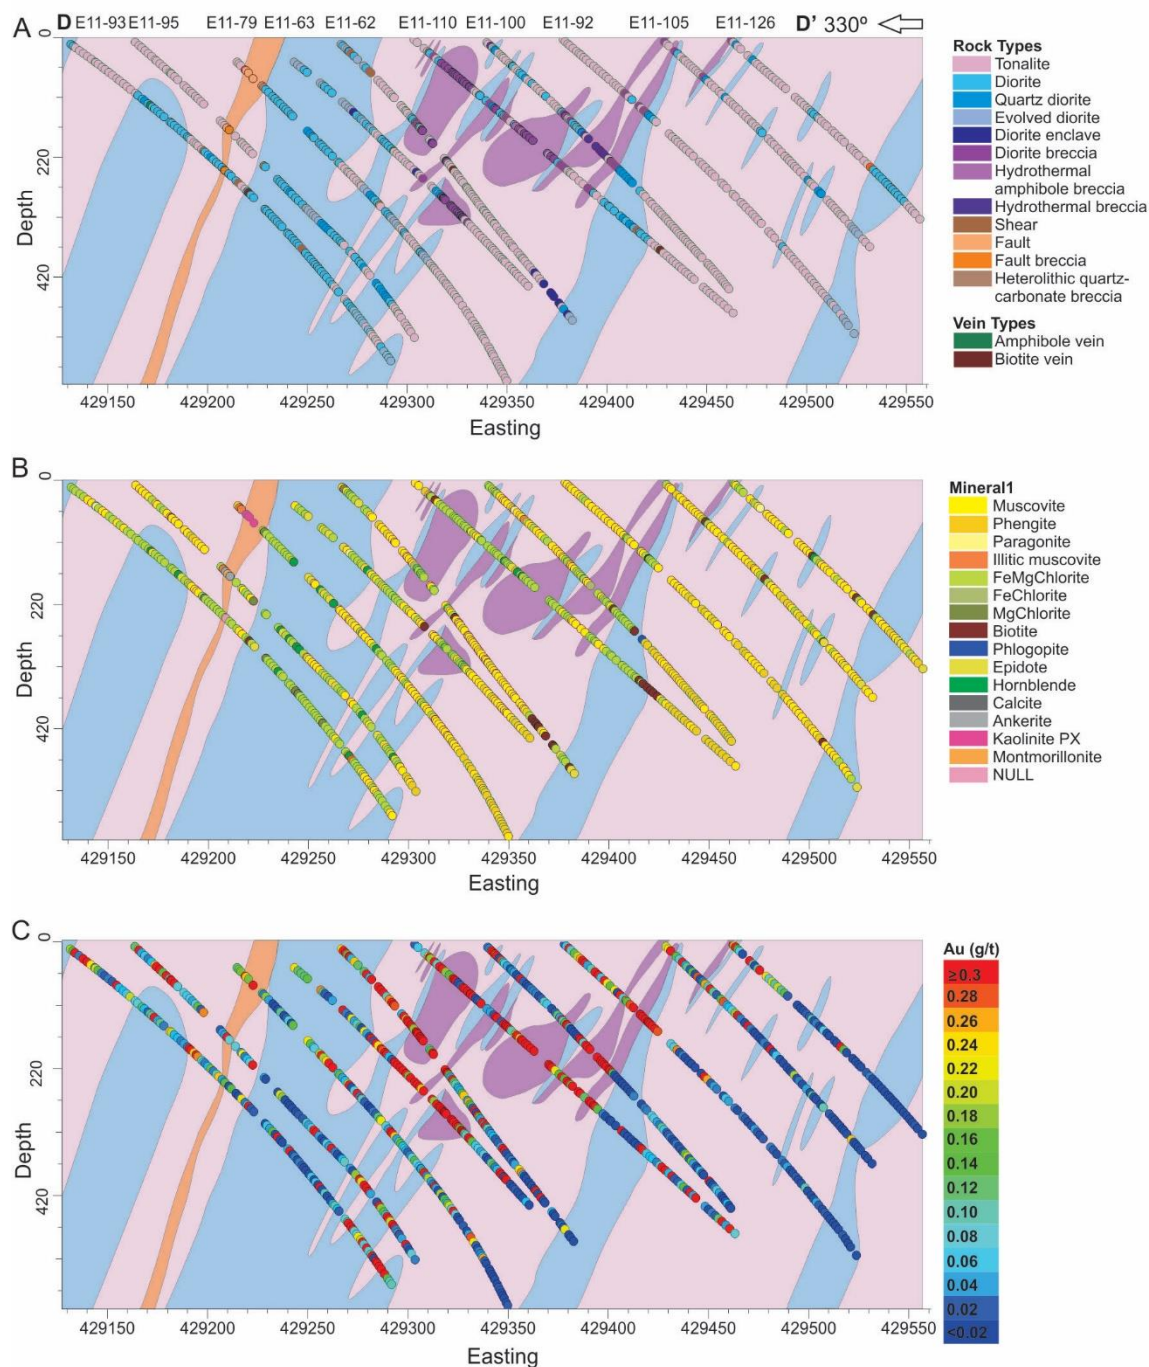 A D E11-93 E11-95 E11-79 E11-63 E11-62 E11-110 E11-100 E11-92 E11-105 E11-126 D' 330º
0
220
420
Depth
429150 429200 429250 429300 429350 429400 429450 429500 429550
Easting
Rock Types
Tonalite
Diorite
Quartz diorite
Evolved diorite
Diorite enclave
Diorite breccia
Hydrothermal
amphibole breccia
Hydrothermal breccia
Shear
Fault
Fault breccia
Heterolithic quartz-
carbonate breccia
Vein Types
Amphibole vein
Biotite vein
B
0
220
420
Depth
429150 429200 429250 429300 429350 429400 429450 429500 429550
Easting
Mineral1
Muscovite
Phengite
Paragonite
Illitic muscovite
FeMgChlorite
FeChlorite
MgChlorite
Biotite
Phlogopite
Epidote
Hornblende
Calcite
Ankerite
Kaolinite PX
Montmorillonite
NULL
C
0
220
420
Depth
429150 429200 429250 429300 429350 429400 429450 429500 429550
Easting
Au (g/t)
≥0.3
0.28
0.26
0.24
0.22
0.20
0.18
0.16
0.14
0.12
0.10
0.08
0.06
0.04
0.02
<0.02